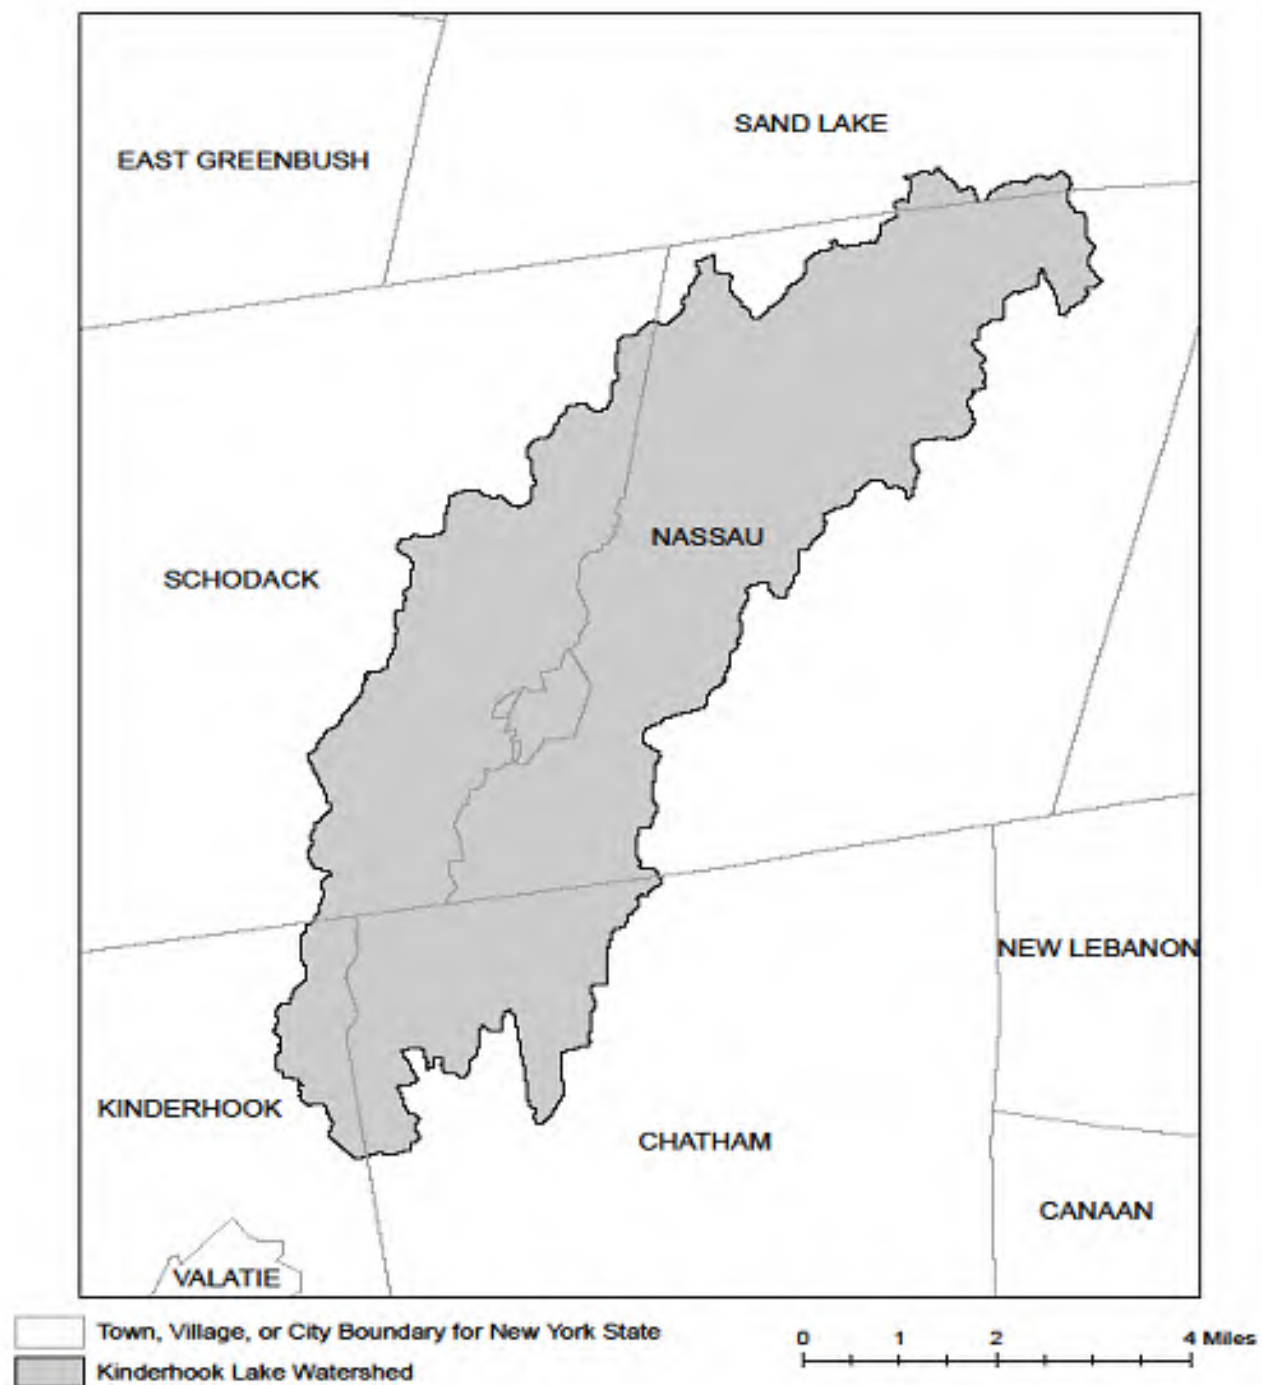 SAND LAKE
EAST GREENBUSH
NASSAU
SCHODACK
NEW LEBANON
KINDERHOOK
CHATHAM
CANAAN
VALATIE
Town, Village, or City Boundary for New York State
0 1 2 4 Miles
Kinderhook Lake Watershed